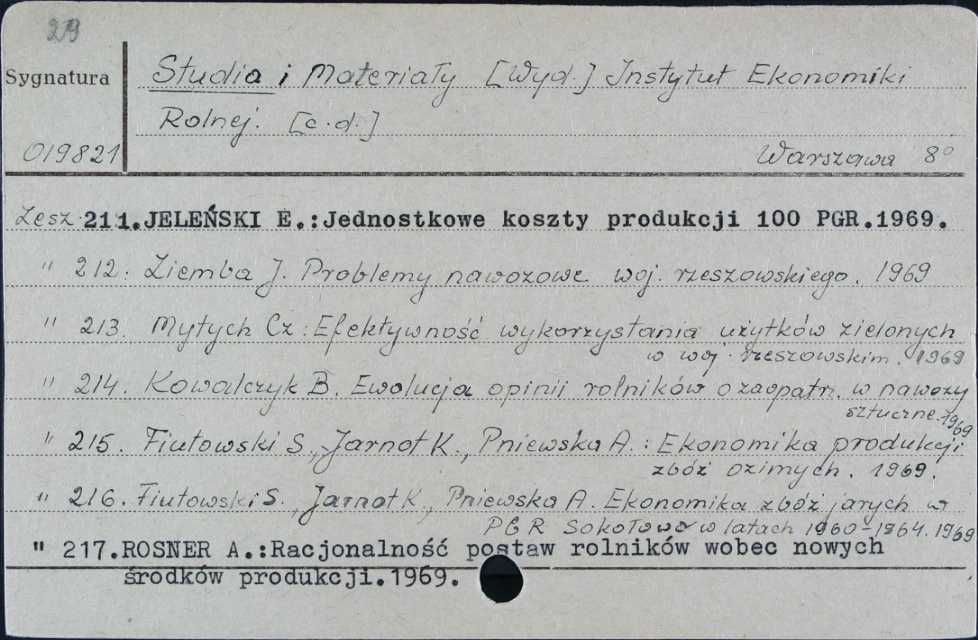 29
Sygnatura
Studia i Materiały [Wyd.] Instytut Ekonomiki
Rolnej. [c.d.]
019821
Warszawa 8°
Zesz. 211. JELEŃSKI E.:Jednostkowe koszty produkcji 100 PGR.1969.
" 212. Ziemba J. Problemy nawozowe woj. rzeszowskiego. 1969
" 213. Mytych Cz: Efektywność wykorzystania użytków zielonych
w woj. rzeszowskim. 1969
" 214. Kowalczyk B. Ewolucja opinii rolników o zaopatrz. w nawozy
sztuczne. 1969
" 215. Fiutowski S., Jarnot K., Pniewska A.: Ekonomika produkcji
zbóż ozimych. 1969.
" 216. Fiutowski S., Jarnot K., Pniewska A. Ekonomika zbóż jarych w
PGR Sokołowo w latach 1960-1964. 1969
" 217.ROSNER A.:Racjonalność postaw rolników wobec nowych
środków produkcji.1969.